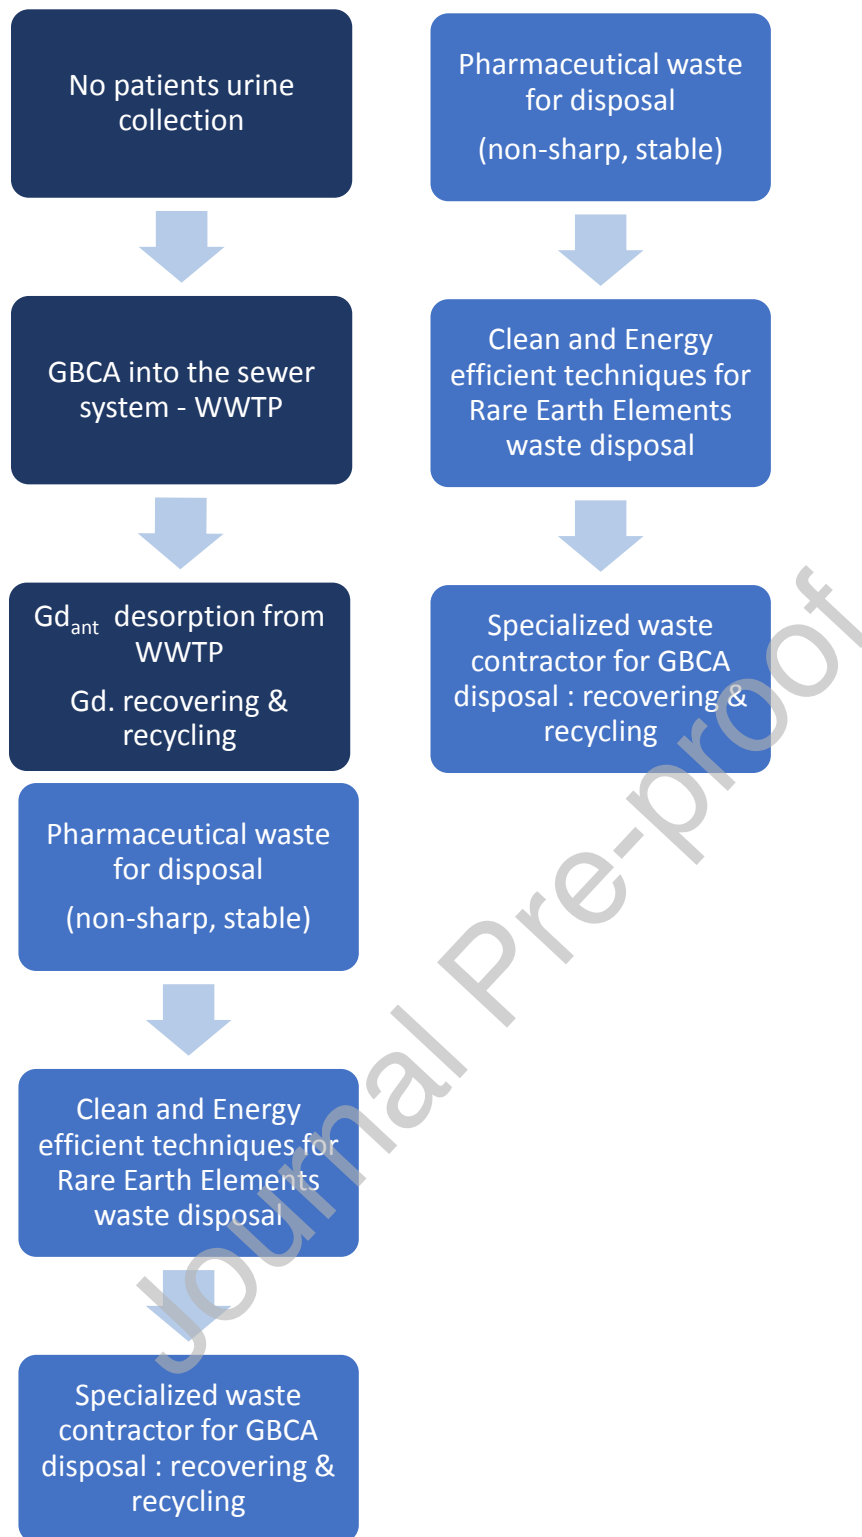 No patients urine
collection
GBCA into the sewer
system - WWTP
Gdant desorption from
WWTP
Gd. recovering &
recycling
Pharmaceutical waste
for disposal
(non-sharp, stable)
Clean and Energy
efficient techniques for
Rare Earth Elements
waste disposal
Specialized waste
contractor for GBCA
disposal : recovering &
recycling
Pharmaceutical waste
for disposal
(non-sharp, stable)
Clean and Energy
efficient techniques for
Rare Earth Elements
waste disposal
Specialized waste
contractor for GBCA
disposal : recovering &
recycling
Journal Pre-proof